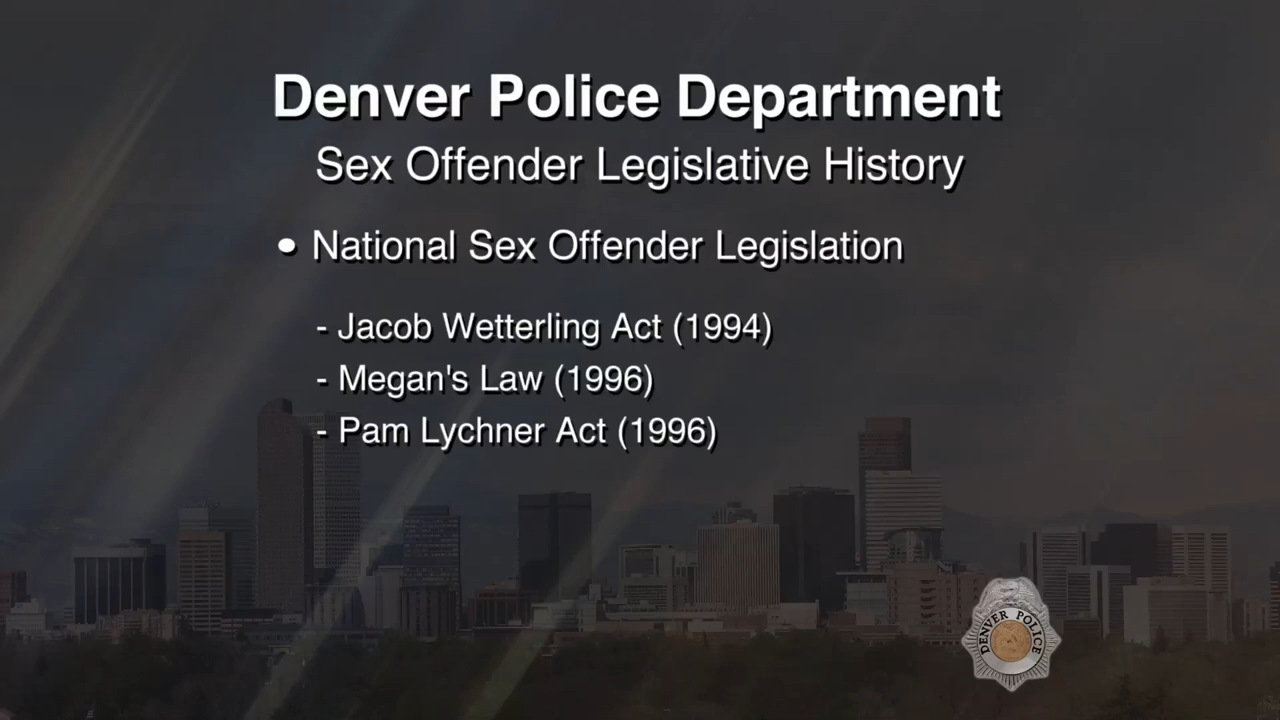 Denver Police Department
Sex Offender Legislative History
• National Sex Offender Legislation
- Jacob Wetterling Act (1994)
- Megan's Law (1996)
- Pam Lychner Act (1996)
DENVER POLICE